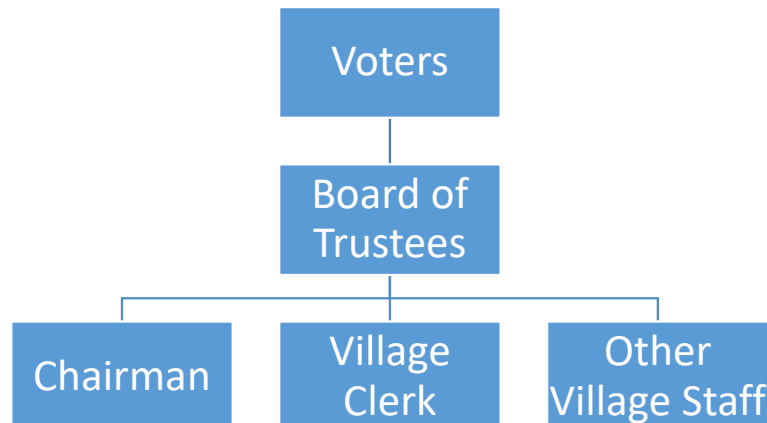 Voters
Board of
Trustees
Chairman
Village
Clerk
Other
Village Staff